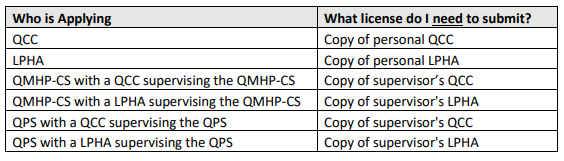 Who is Applying What license do I need to submit?
QCC Copy of personal QCC
LPHA Copy of personal LPHA
QMHP-CS with a QCC supervising the QMHP-CS Copy of supervisor’s QCC
QMHP-CS with a LPHA supervising the QMHP-CS Copy of supervisor's LPHA
QPS with a QCC supervising the QPS Copy of supervisor's QCC
QPS with a LPHA supervising the QPS Copy of supervisor's LPHA